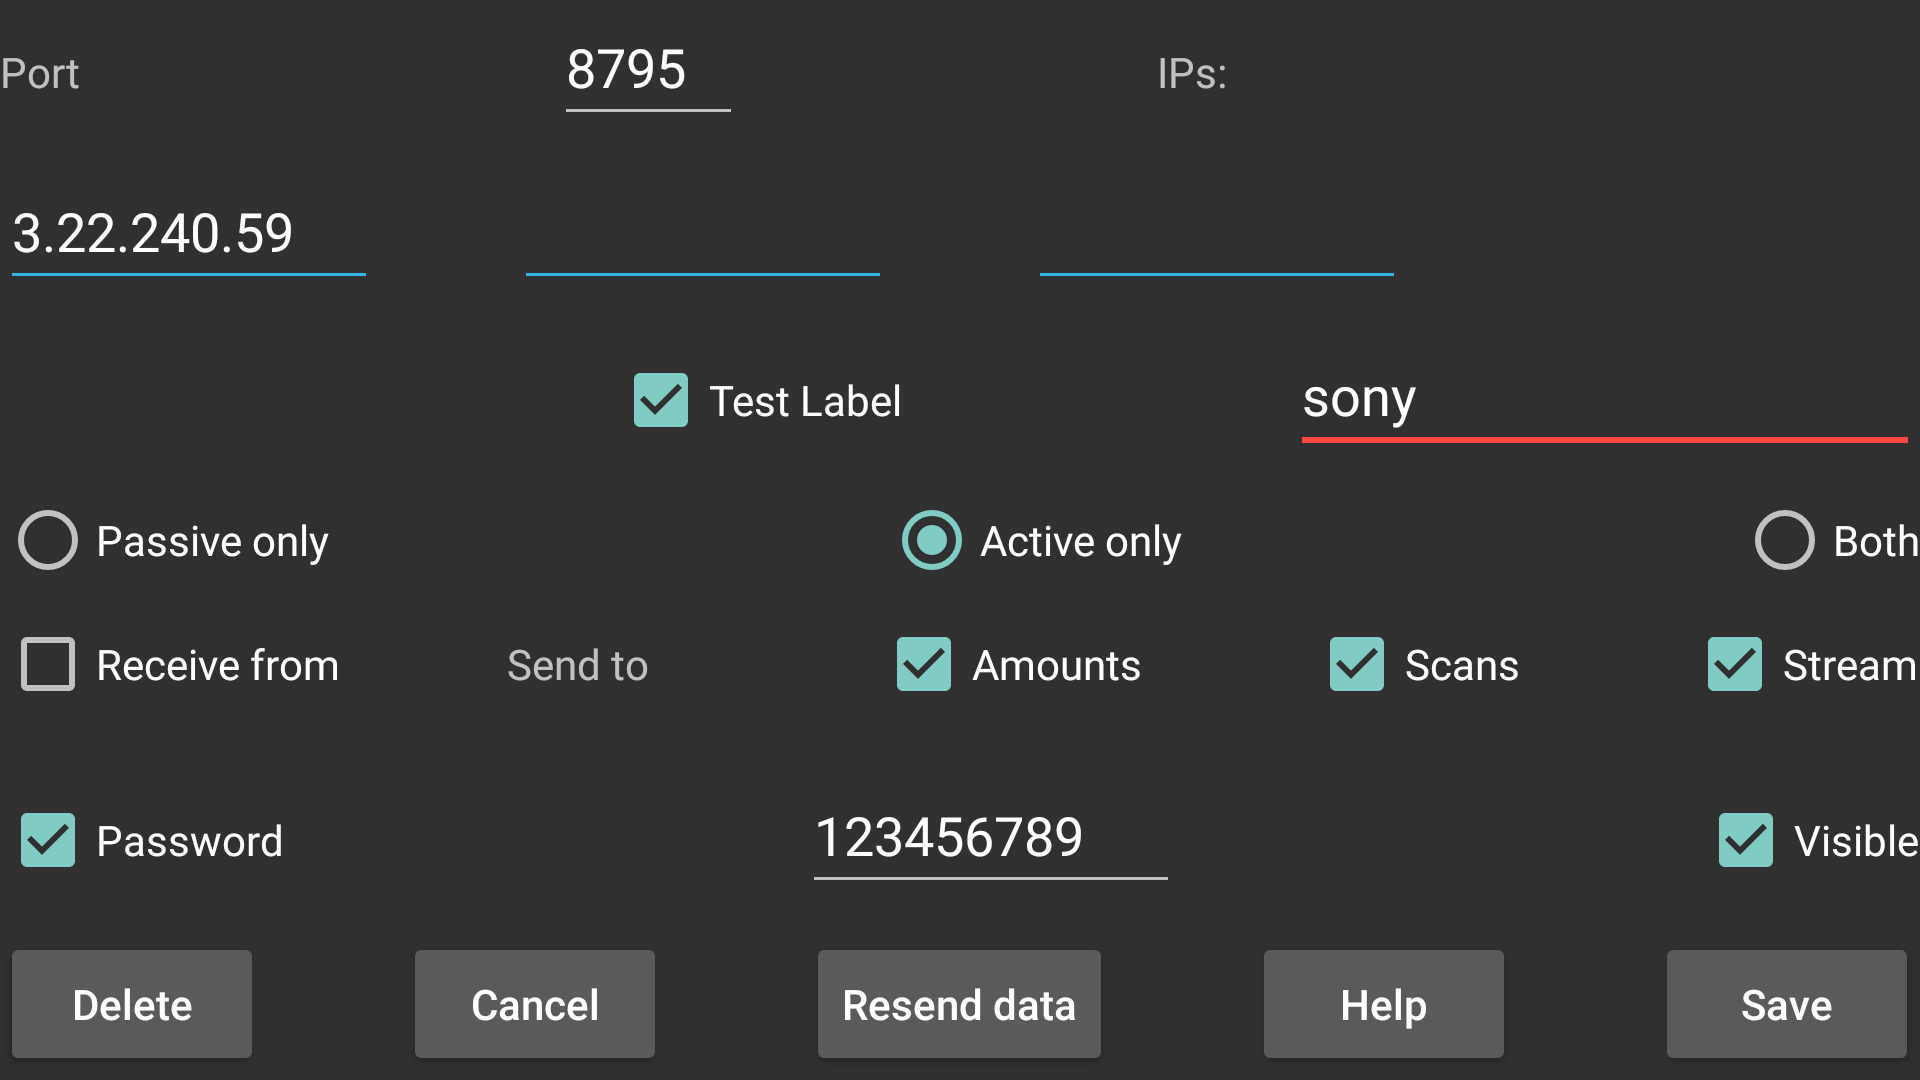 Port 8795 IPs:
3.22.240.59
Test Label sony
Passive only Active only Both
Receive from Send to Amounts Scans Stream
Password 123456789 Visible
Delete Cancel Resend data Help Save